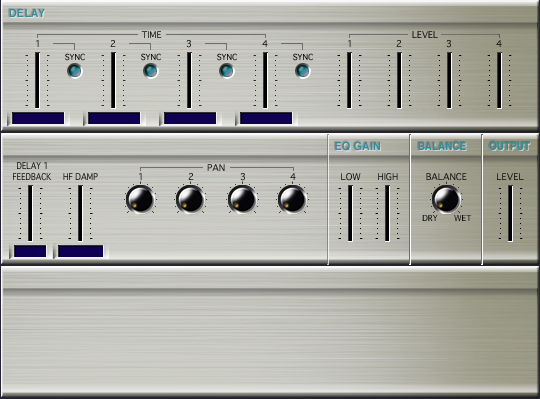 DELAY
TIME LEVEL
1 2 3 4 1 2 3 4
SYNC SYNC SYNC SYNC
EQ GAIN BALANCE OUTPUT
DELAY 1
FEEDBACK HF DAMP PAN LOW HIGH BALANCE LEVEL
1 2 3 4
DRY WET